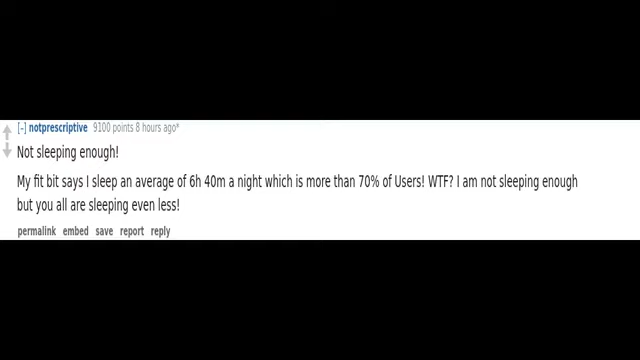 [–] notprescriptive 9100 points 8 hours ago*
Not sleeping enough!
My fit bit says I sleep an average of 6h 40m a night which is more than 70% of Users! WTF? I am not sleeping enough
but you all are sleeping even less!
permalink embed save report reply